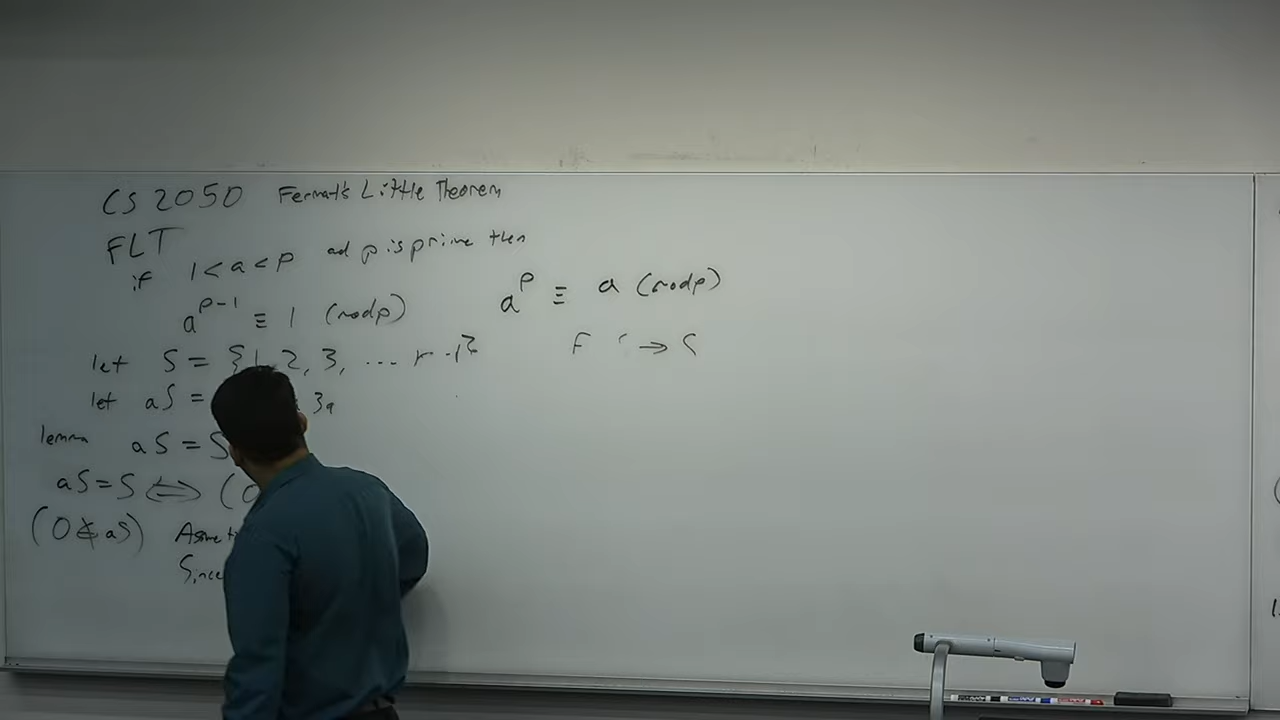 CS 2050 Fermat's Little Theorem
FLT
if 1 < a < p ad p is prime then
a^{p-1} ≡ 1 (mod p) a^p ≡ a (mod p)
let S = {1, 2, 3, ... p-1}
F → S
let aS = 3a
lemma aS = S
aS = S ⟺ (0
(0 ∉ aS) Assume
Since